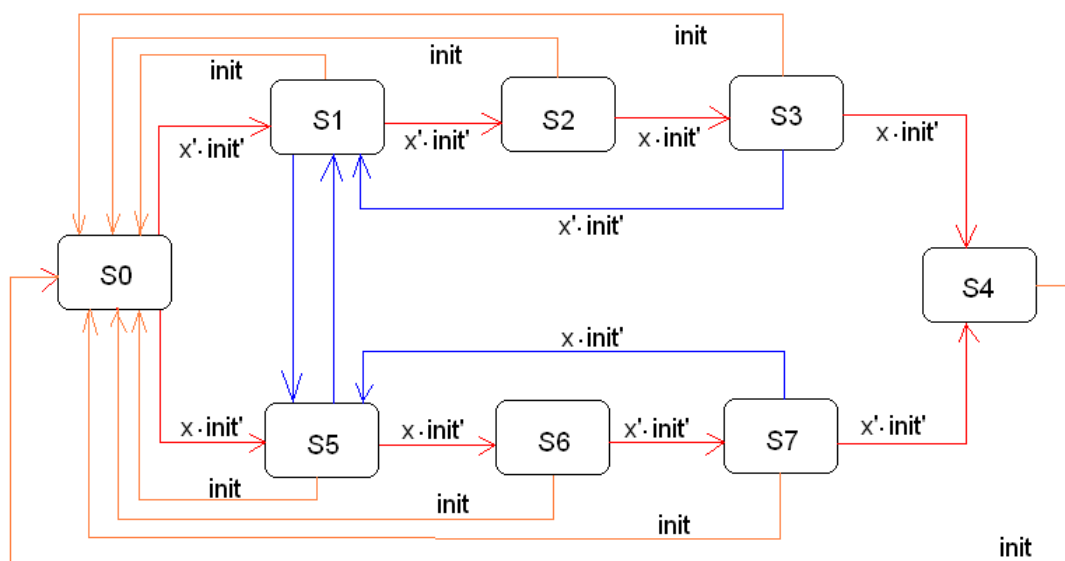 init
init
init
S1
S2
S3
x'·init'
x'·init'
x·init'
x·init'
x'·init'
S0
S4
x·init'
S5
S6
S7
x·init'
x·init'
x'·init'
x'·init'
init
init
init
init